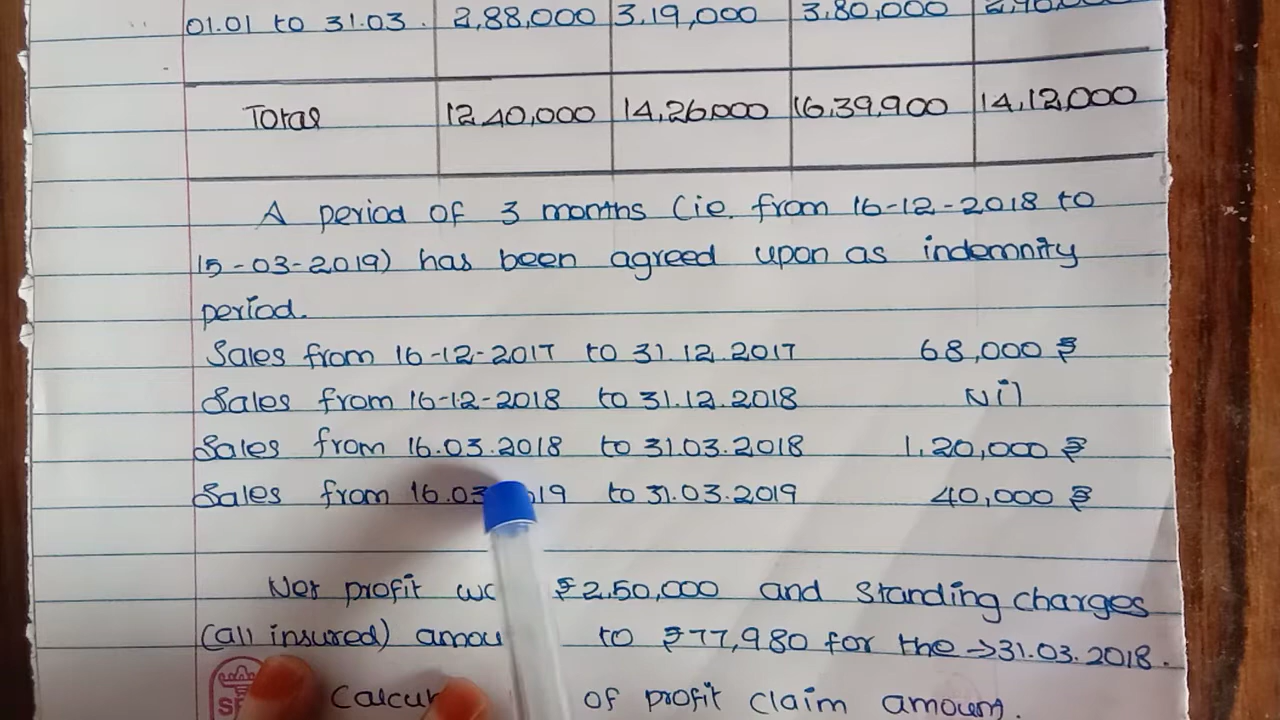 01.01 to 31.03. 2,88,000 3,19,000 3,80,000
Total 12,40,000 14,26,000 16,39,900 14,12,000
A period of 3 months (ie. from 16-12-2018 to
15-03-2019) has been agreed upon as indemnity
period.
Sales from 16-12-2017 to 31.12.2017 68,000 ₹
Sales from 16-12-2018 to 31.12.2018 Nil
Sales from 16.03.2018 to 31.03.2018 1,20,000 ₹
Sales from to 31.03.2019 40,000 ₹
Net profit ₹2,50,000 and Standing charges
(all insured) to ₹77,980 for the →31.03.2018.
of profit claim amount.